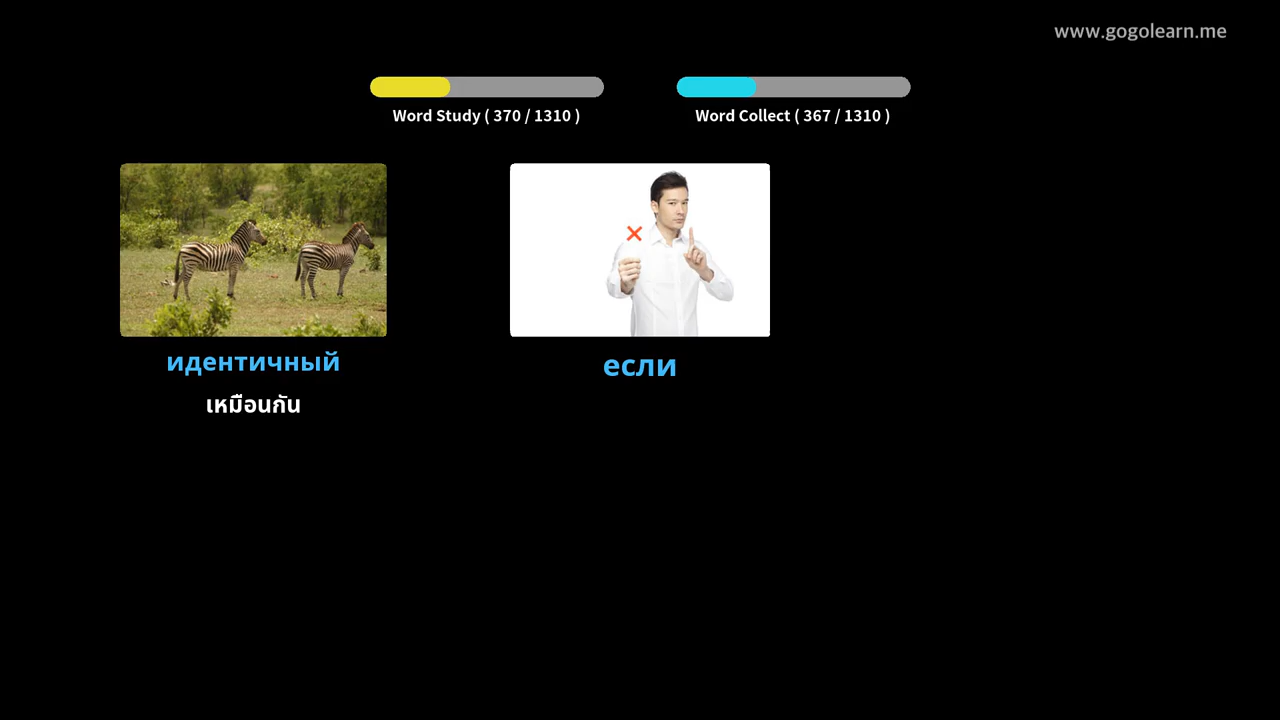 www.gogolearn.me
Word Study ( 370 / 1310 )
Word Collect ( 367 / 1310 )
идентичный
เหมือนกัน
если